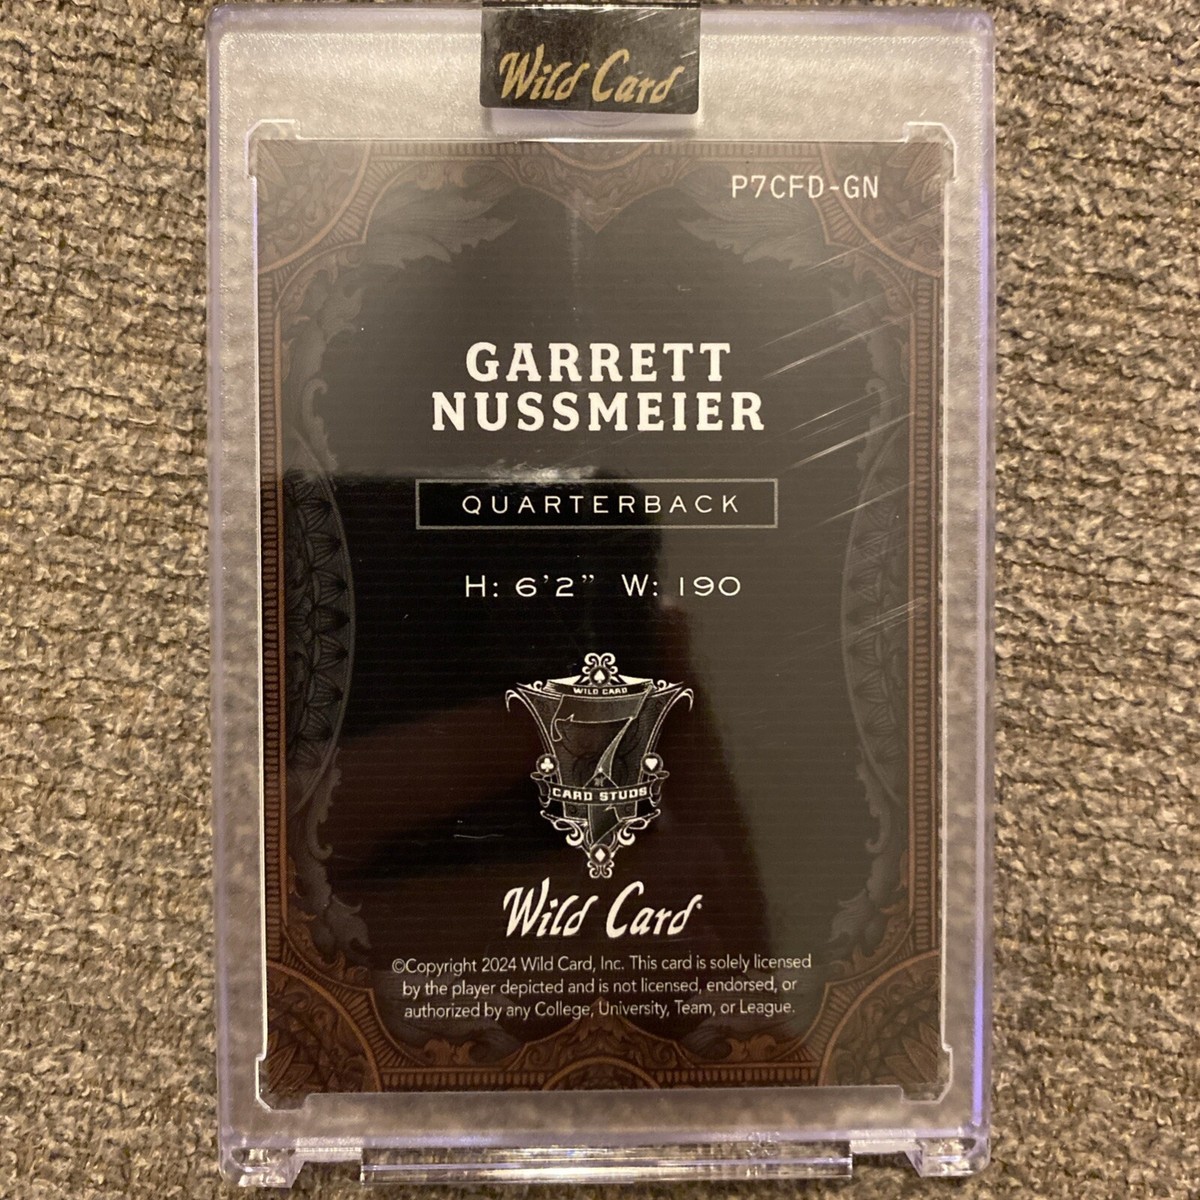 Wild Card
P7CFD-GN
GARRETT
NUSSMEIER
QUARTERBACK
H: 6'2" W: 190
WILD CARD
7
CARD STUDS
Wild Card
©Copyright 2024 Wild Card, Inc. This card is solely licensed
by the player depicted and is not licensed, endorsed, or
authorized by any College, University, Team, or League.